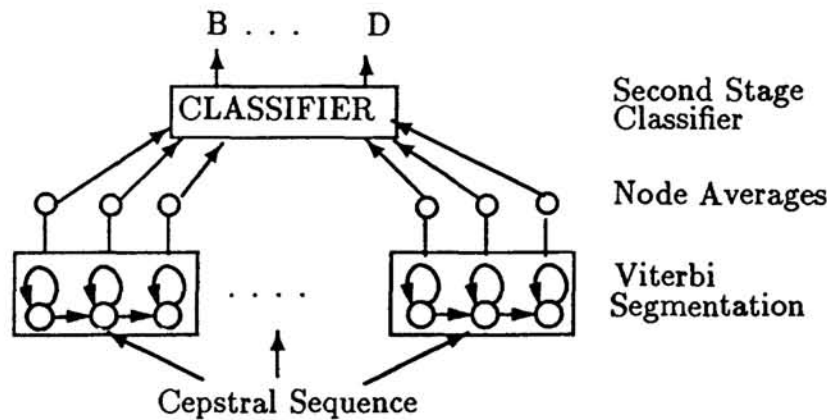 B . . . D
CLASSIFIER
Second Stage
Classifier
Node Averages
. . . .
Viterbi
Segmentation
Cepstral Sequence